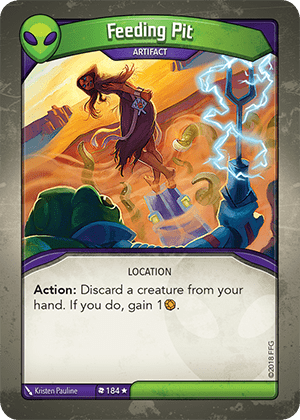 Feeding Pit
ARTIFACT
LOCATION
Action: Discard a creature from your
hand. If you do, gain 1.
Kristen Pauline
184 ★
©2018 FFG